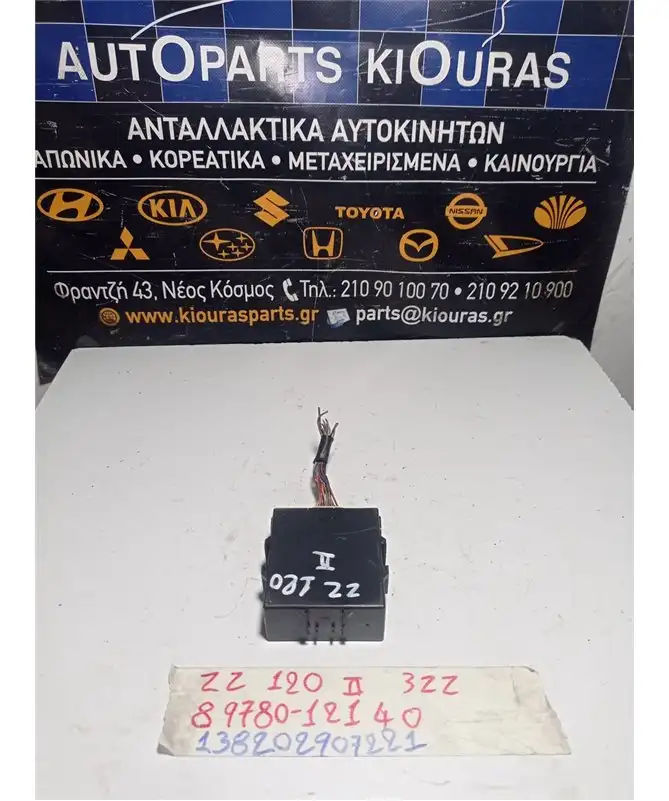 AUTOPARTS KIOURAS
ΑΝΤΑΛΛΑΚΤΙΚΑ ΑΥΤΟΚΙΝΗΤΩΝ
ΑΠΩΝΙΚΑ • ΚΟΡΕΑΤΙΚΑ • ΜΕΤΑΧΕΙΡΙΣΜΕΝΑ • ΚΑΙΝΟΥΡΓΙΑ
KIA TOYOTA NISSAN
Φραντζή 43, Νέος Κόσμος Τηλ.: 210 90 100 70 • 210 92 10 900
www.kiourasparts.gr parts@kiouras.gr
ZZ 120
II
ZZ 120 II 3ZZ
89780-12140
138202907221